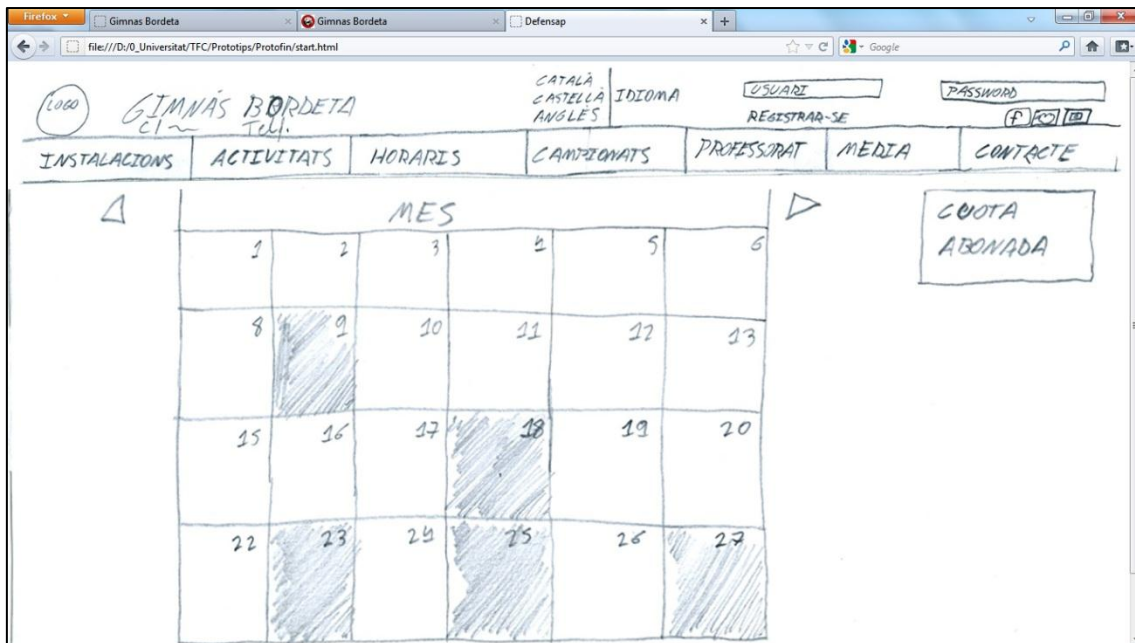 Firefox
Gimnas Bordeta
Gimnas Bordeta
Defensap
file:///D:/0_Universitat/TFC/Prototips/Protofin/start.html
Google
LOGO
GIMNÀS BORDETA
C/ Tell.
CATALÀ
CASTELLÀ
ANGLÈS
IDIOMA
USUARI
REGISTRAR-SE
PASSWORD
f
INSTALACIONS ACTIVITATS HORARIS CAMPIONATS PROFESSORAT MEDIA CONTACTE
MES
CUOTA
ABONADA
1 2 3 4 5 6
8 9 10 11 12 13
15 16 17 18 19 20
22 23 24 25 26 27